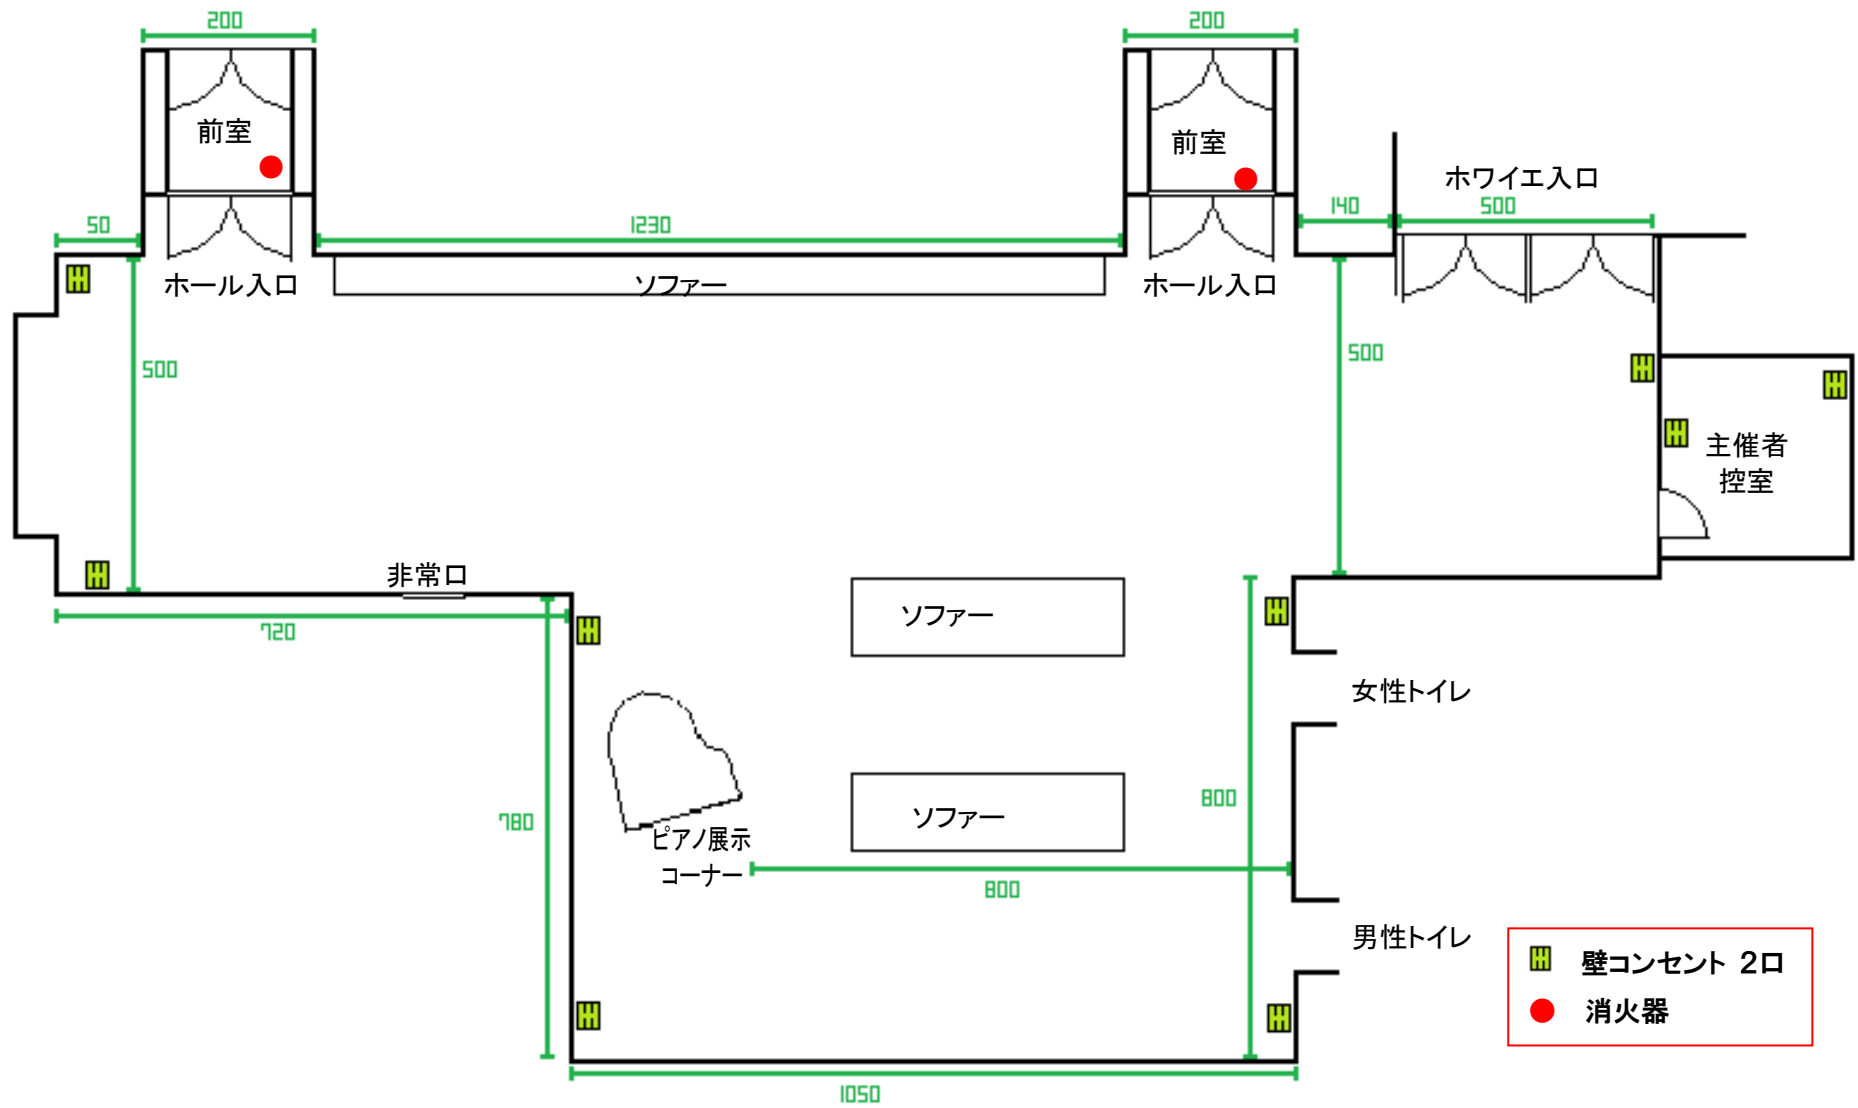 200
200
前室
前室
ホワイエ入口
50
1230
140
500
ホール入口
ソファー
ホール入口
500
500
主催者
控室
非常口
ソファー
720
女性トイレ
780
800
ソファー
ピアノ展示
コーナー
800
男性トイレ
壁コンセント 2口
消火器
1050